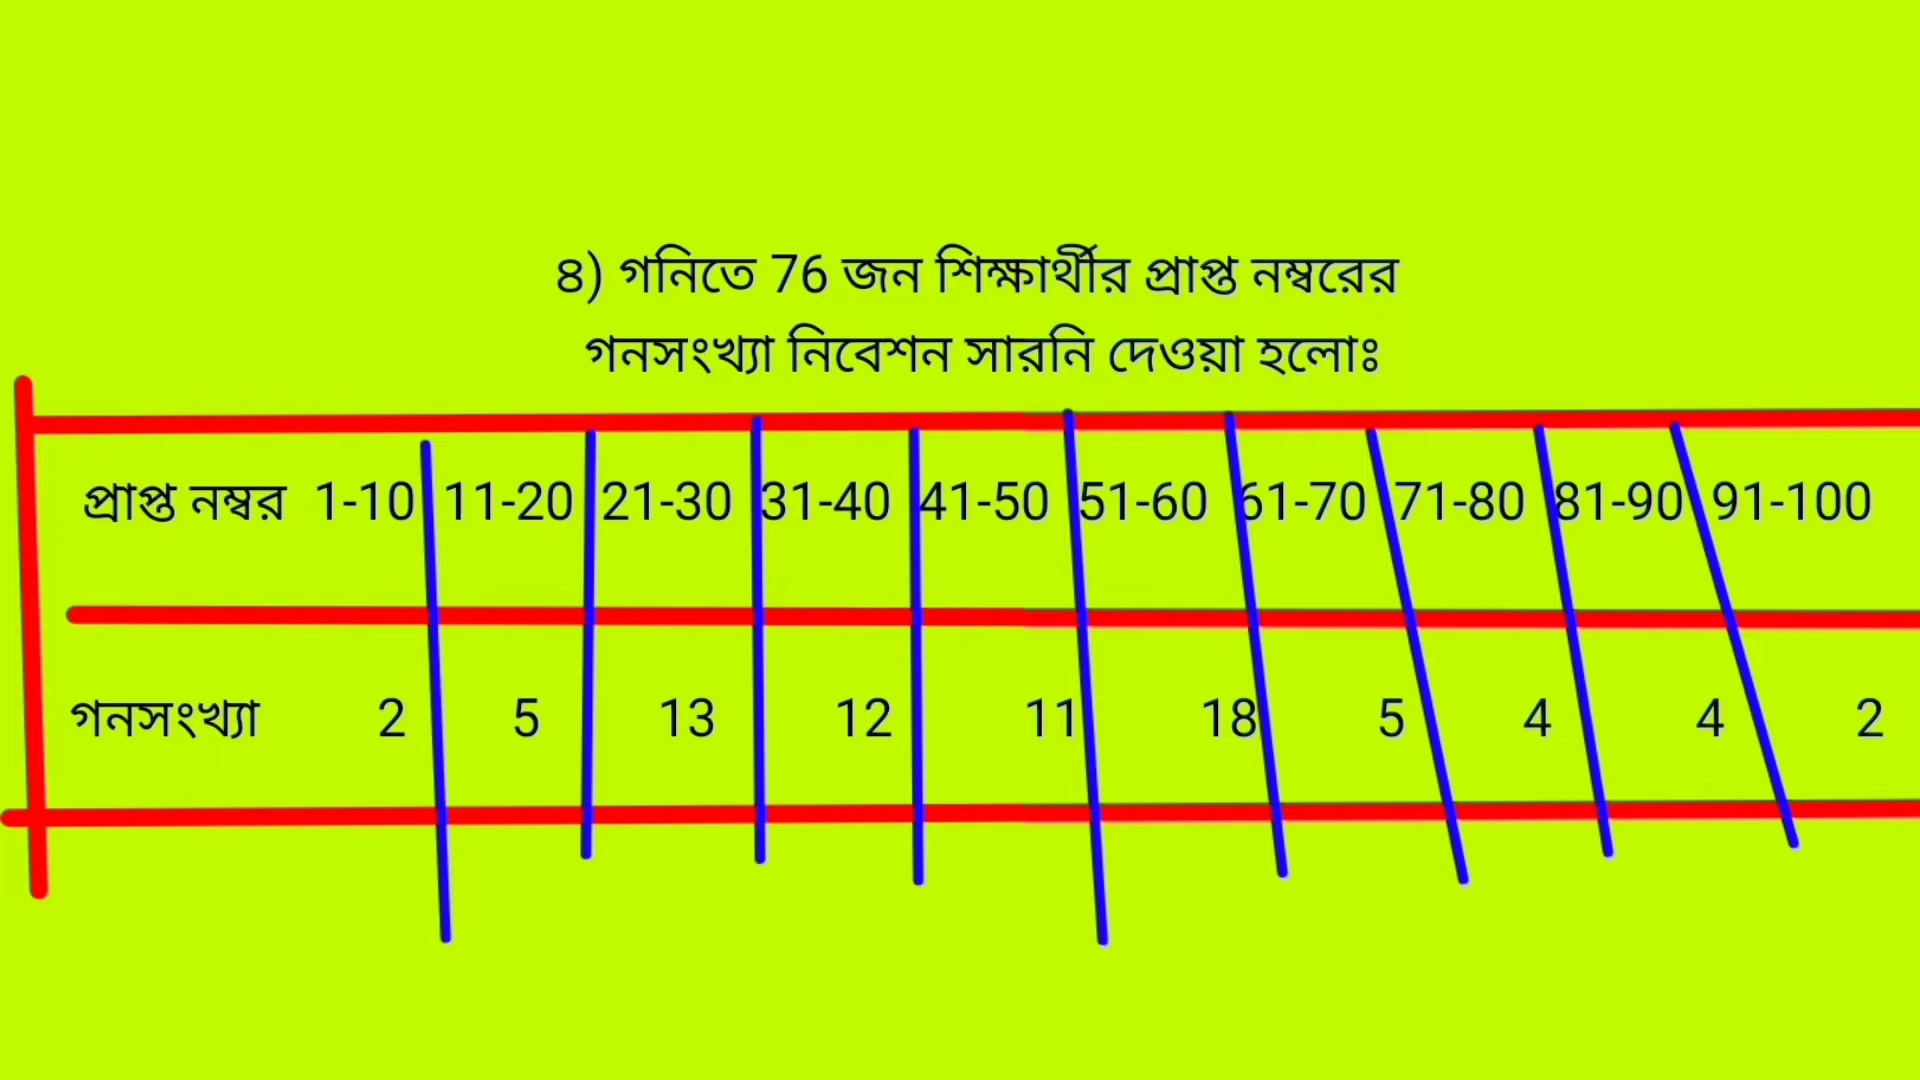 ৪) গনিতে 76 জন শিক্ষার্থীর প্রাপ্ত নম্বরের
গনসংখ্যা নিবেশন সারনি দেওয়া হলোঃ
প্রাপ্ত নম্বর 1-10 11-20 21-30 31-40 41-50 51-60 61-70 71-80 81-90 91-100
গনসংখ্যা 2 5 13 12 11 18 5 4 4 2